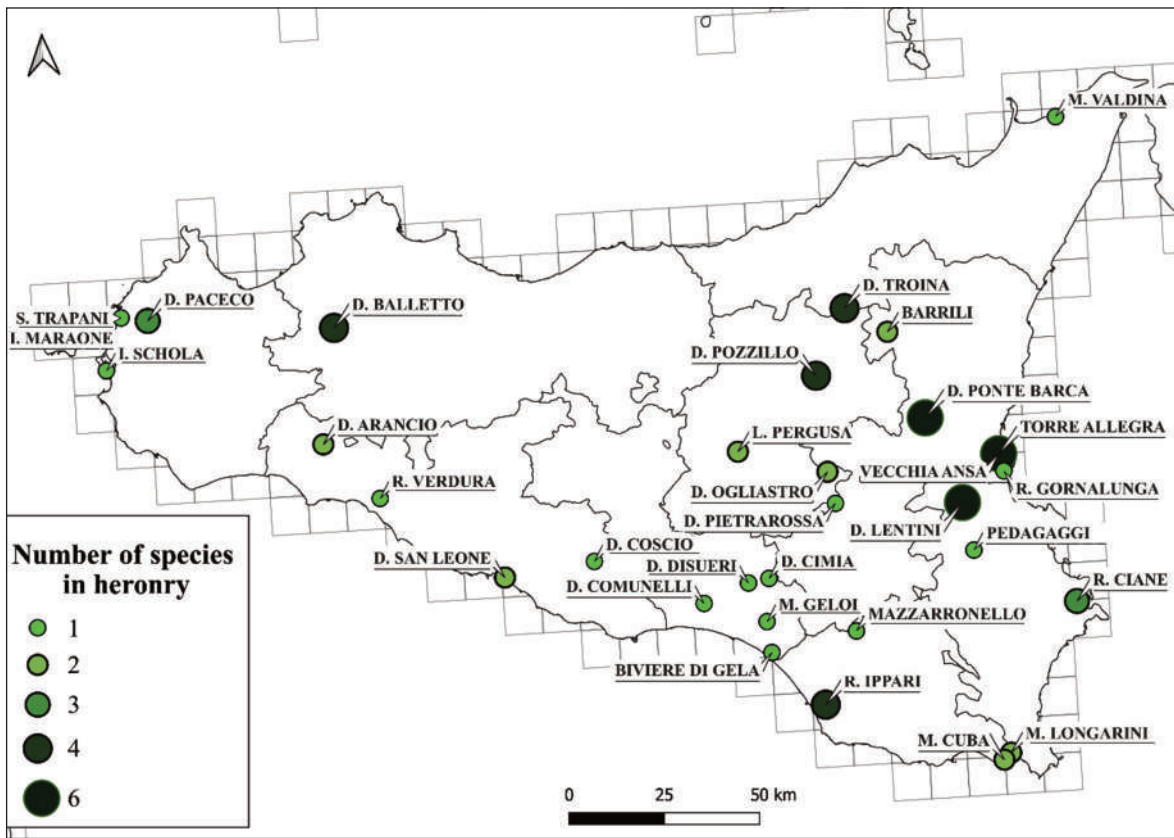 M. VALDINA
D. TROINA
D. PACECO
D. BALLETTO
S. TRAPANI
BARRILI
I. MARAONE
I. SCHOLA
D. POZZILLO
D. PONTE BARCA
D. ARANCIO
L. PERGUSA
TORRE ALLEGRA
VECCHIA ANSA
R. VERDURA
D. OGLIASTRO
R. GORNALUNGA
D. PIETRAROSSA
D. LENTINI
PEDAGAGGI
D. COSCIO
D. SAN LEONE
D. DISUERI
D. CIMIA
D. COMUNELLI
R. CIANE
M. GELOI
MAZZARRONELLO
BIVIERE DI GELA
R. IPPARI
M. LONGARINI
M. CUBA
Number of species
in heronry
1
2
3
4
6
0 25 50 km